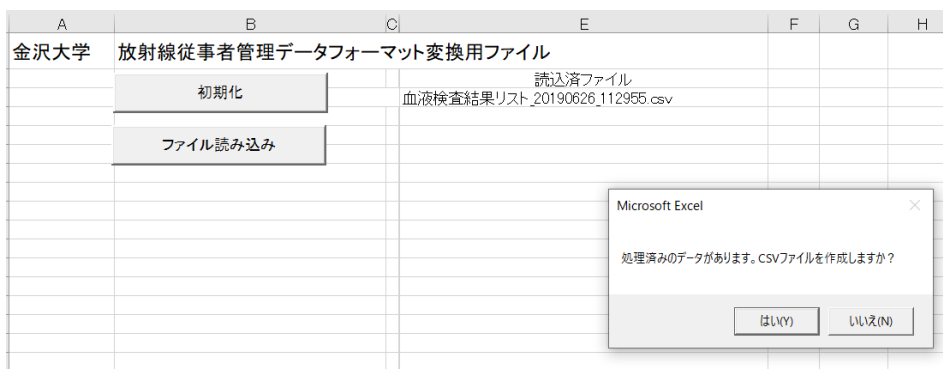 A B C E F G H
金沢大学 放射線従事者管理データフォーマット変換用ファイル
読込済ファイル
初期化
血液検査結果リスト_20190626_112955.csv
ファイル読み込み
Microsoft Excel
処理済みのデータがあります。CSVファイルを作成しますか？
はい(Y) いいえ(N)